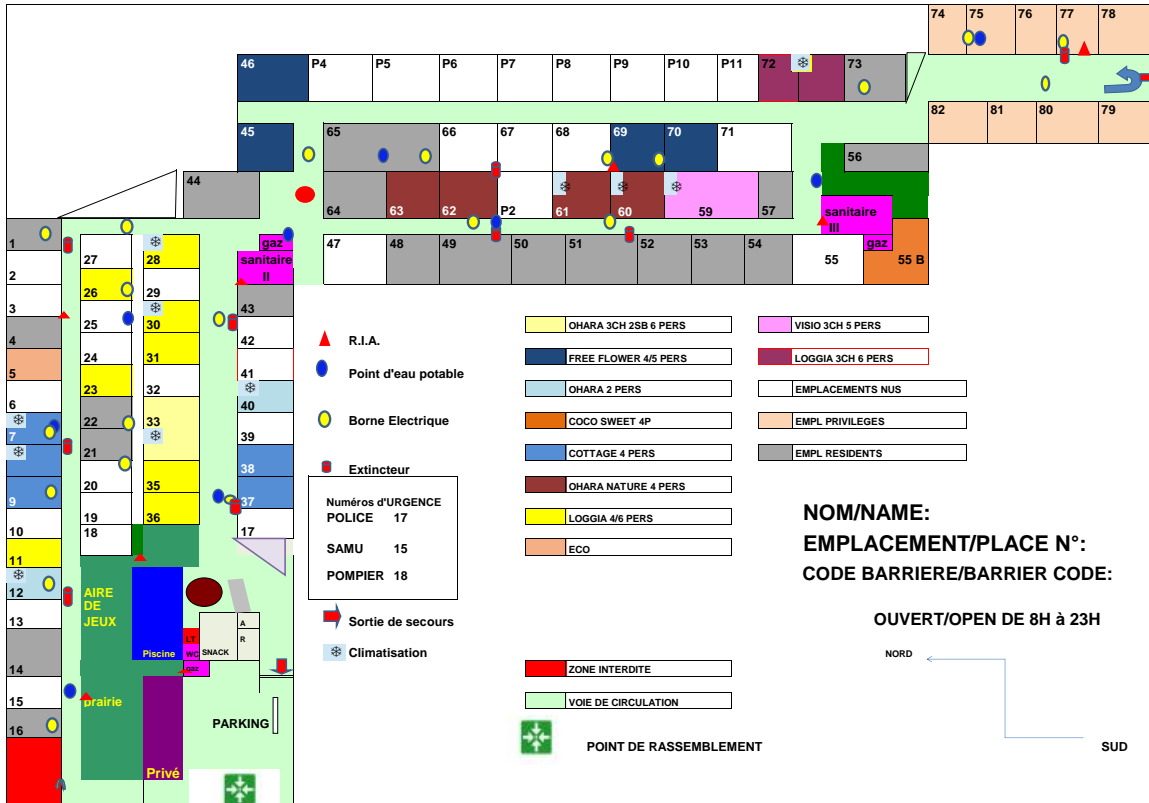 74 75 76 77 78
46 P4 P5 P6 P7 P8 P9 P10 P11 72 73
82 81 80 79
45 65 66 67 68 69 70 71
56
44
64 63 62 P2 61 60 59 57
sanitaire
III
gaz
47 48 49 50 51 52 53 54 55 55 B
1
2
3
4
5
6
7
9
10
11
12
13
14
15
16
27
26
25
24
23
22
21
20
19
18
28
29
30
31
32
33
35
36
gaz
sanitaire
II
43
42
41
40
39
38
37
17
AIRE
DE
JEUX
Piscine
L.T.
WC
gaz
SNACK
A
R
prairie
Privé
PARKING
R.I.A.
Point d'eau potable
Borne Electrique
Extincteur
Numéros d'URGENCE
POLICE 17
SAMU 15
POMPIER 18
Sortie de secours
Climatisation
OHARA 3CH 2SB 6 PERS
FREE FLOWER 4/5 PERS
OHARA 2 PERS
COCO SWEET 4P
COTTAGE 4 PERS
OHARA NATURE 4 PERS
LOGGIA 4/6 PERS
ECO
ZONE INTERDITE
VOIE DE CIRCULATION
POINT DE RASSEMBLEMENT
VISIO 3CH 5 PERS
LOGGIA 3CH 6 PERS
EMPLACEMENTS NUS
EMPL PRIVILEGES
EMPL RESIDENTS
NOM/NAME:
EMPLACEMENT/PLACE N°:
CODE BARRIERE/BARRIER CODE:
OUVERT/OPEN DE 8H à 23H
NORD
SUD